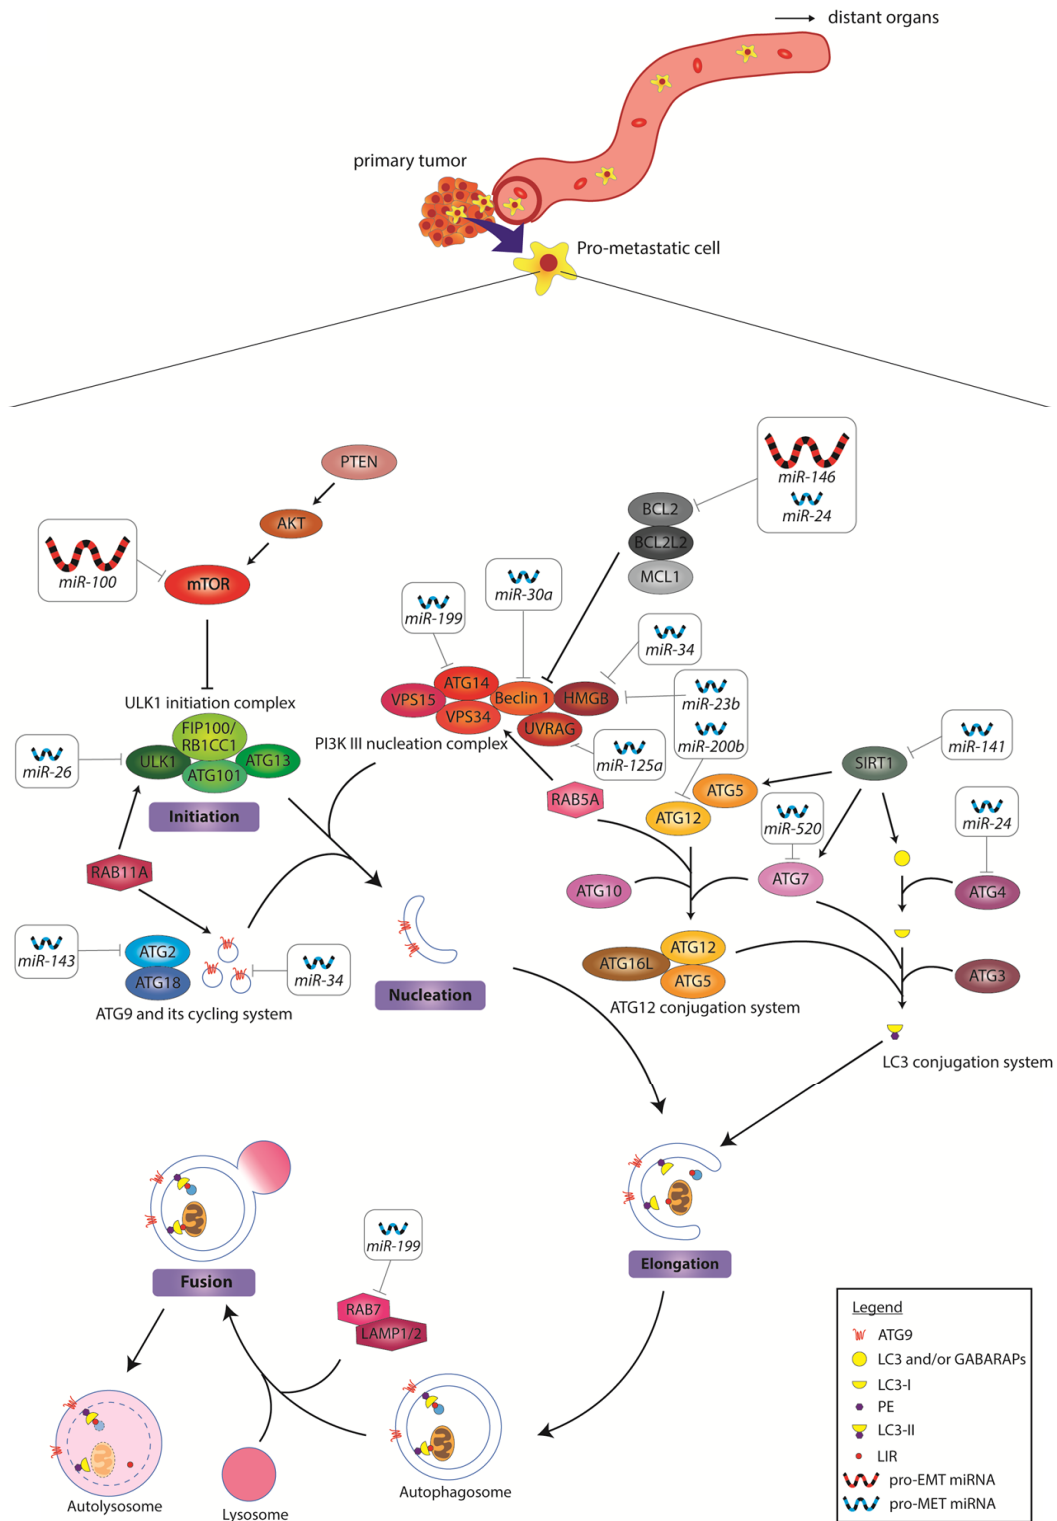 distant organs
primary tumor
Pro-metastatic cell
PTEN
AKT
mTOR
miR-100
miR-146
miR-24
BCL2
BCL2L2
MCL1
miR-30a
miR-199
miR-34
miR-23b
miR-200b
ATG14
VPS15
VPS34
Beclin 1
HMGB
UVRAG
PI3K III nucleation complex
miR-125a
ULK1 initiation complex
FIP100/
RB1CC1
ULK1
ATG13
ATG101
miR-26
Initiation
RAB11A
RAB5A
ATG5
ATG12
SIRT1
miR-141
miR-520
miR-24
ATG10
ATG7
ATG4
miR-143
ATG2
ATG18
miR-34
ATG9 and its cycling system
Nucleation
ATG16L
ATG12
ATG5
ATG12 conjugation system
ATG3
LC3 conjugation system
Elongation
Fusion
miR-199
RAB7
LAMP1/2
Autolysosome
Lysosome
Autophagosome
Legend
ATG9
LC3 and/or GABARAPs
LC3-I
PE
LC3-II
LIR
pro-EMT miRNA
pro-MET miRNA